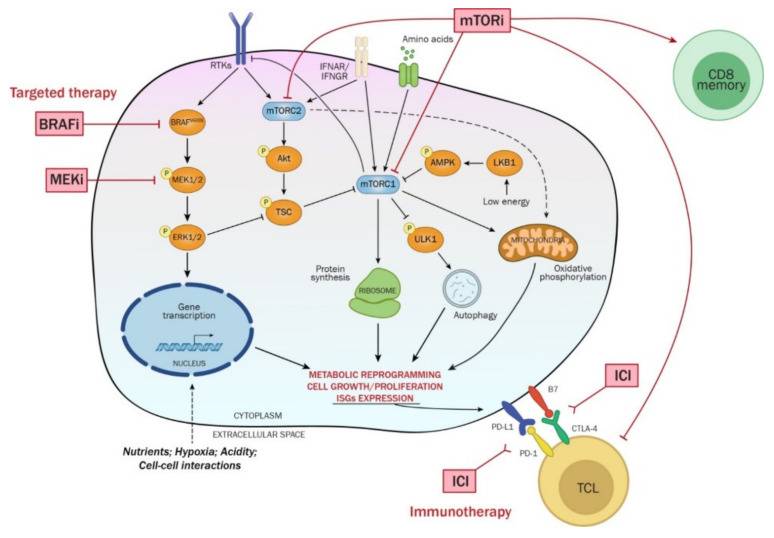 mTORi
Amino acids
RTKs
IFNAR/
IFNGR
CD8
memory
Targeted therapy
BRAFi
BRAFV600E
mTORC2
MEKi
P
MEK1/2
P
Akt
P
AMPK
LKB1
mTORC1
Low energy
P
TSC
P
ERK1/2
P
ULK1
MITOCHONDRIA
Oxidative
phosphorylation
Protein
synthesis
RIBOSOME
Autophagy
Gene
transcription
NUCLEUS
METABOLIC REPROGRAMMING
CELL GROWTH/PROLIFERATION
ISGs EXPRESSION
CYTOPLASM
EXTRACELLULAR SPACE
Nutrients; Hypoxia; Acidity;
Cell-cell interactions
B7
ICI
PD-L1
CTLA-4
PD-1
ICI
TCL
Immunotherapy